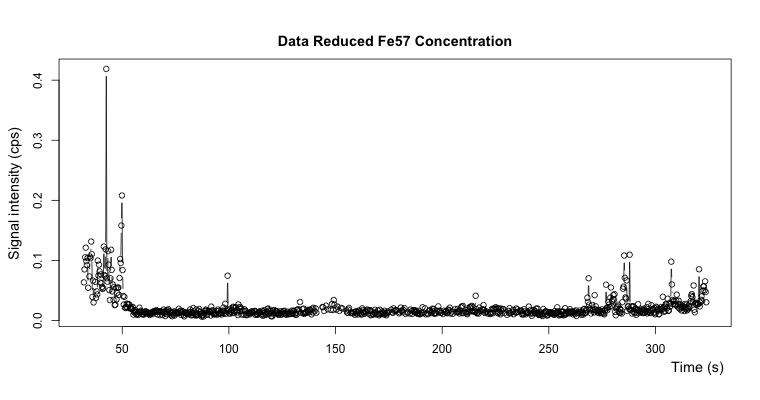 Data Reduced Fe57 Concentration
Signal intensity (cps)
0.4
0.3
0.2
0.1
0.0
50 100 150 200 250 300
Time (s)